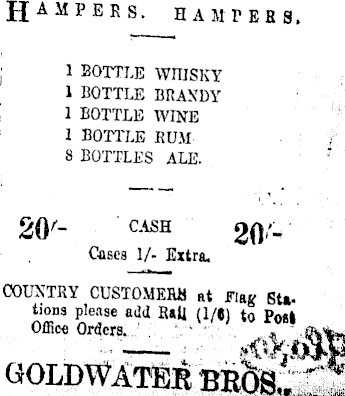 HAMPERS. HAMPERS.
1 BOTTLE WHISKY
1 BOTTLE BRANDY
1 BOTTLE WINE
1 BOTTLE RUM
8 BOTTLES ALE.
20/- CASH 20/-
Cases 1/- Extra.
COUNTRY CUSTOMERS at Flag Sta-
tions please add Rail (1/6) to Post
Office Orders.
GOLDWATER BROS.,